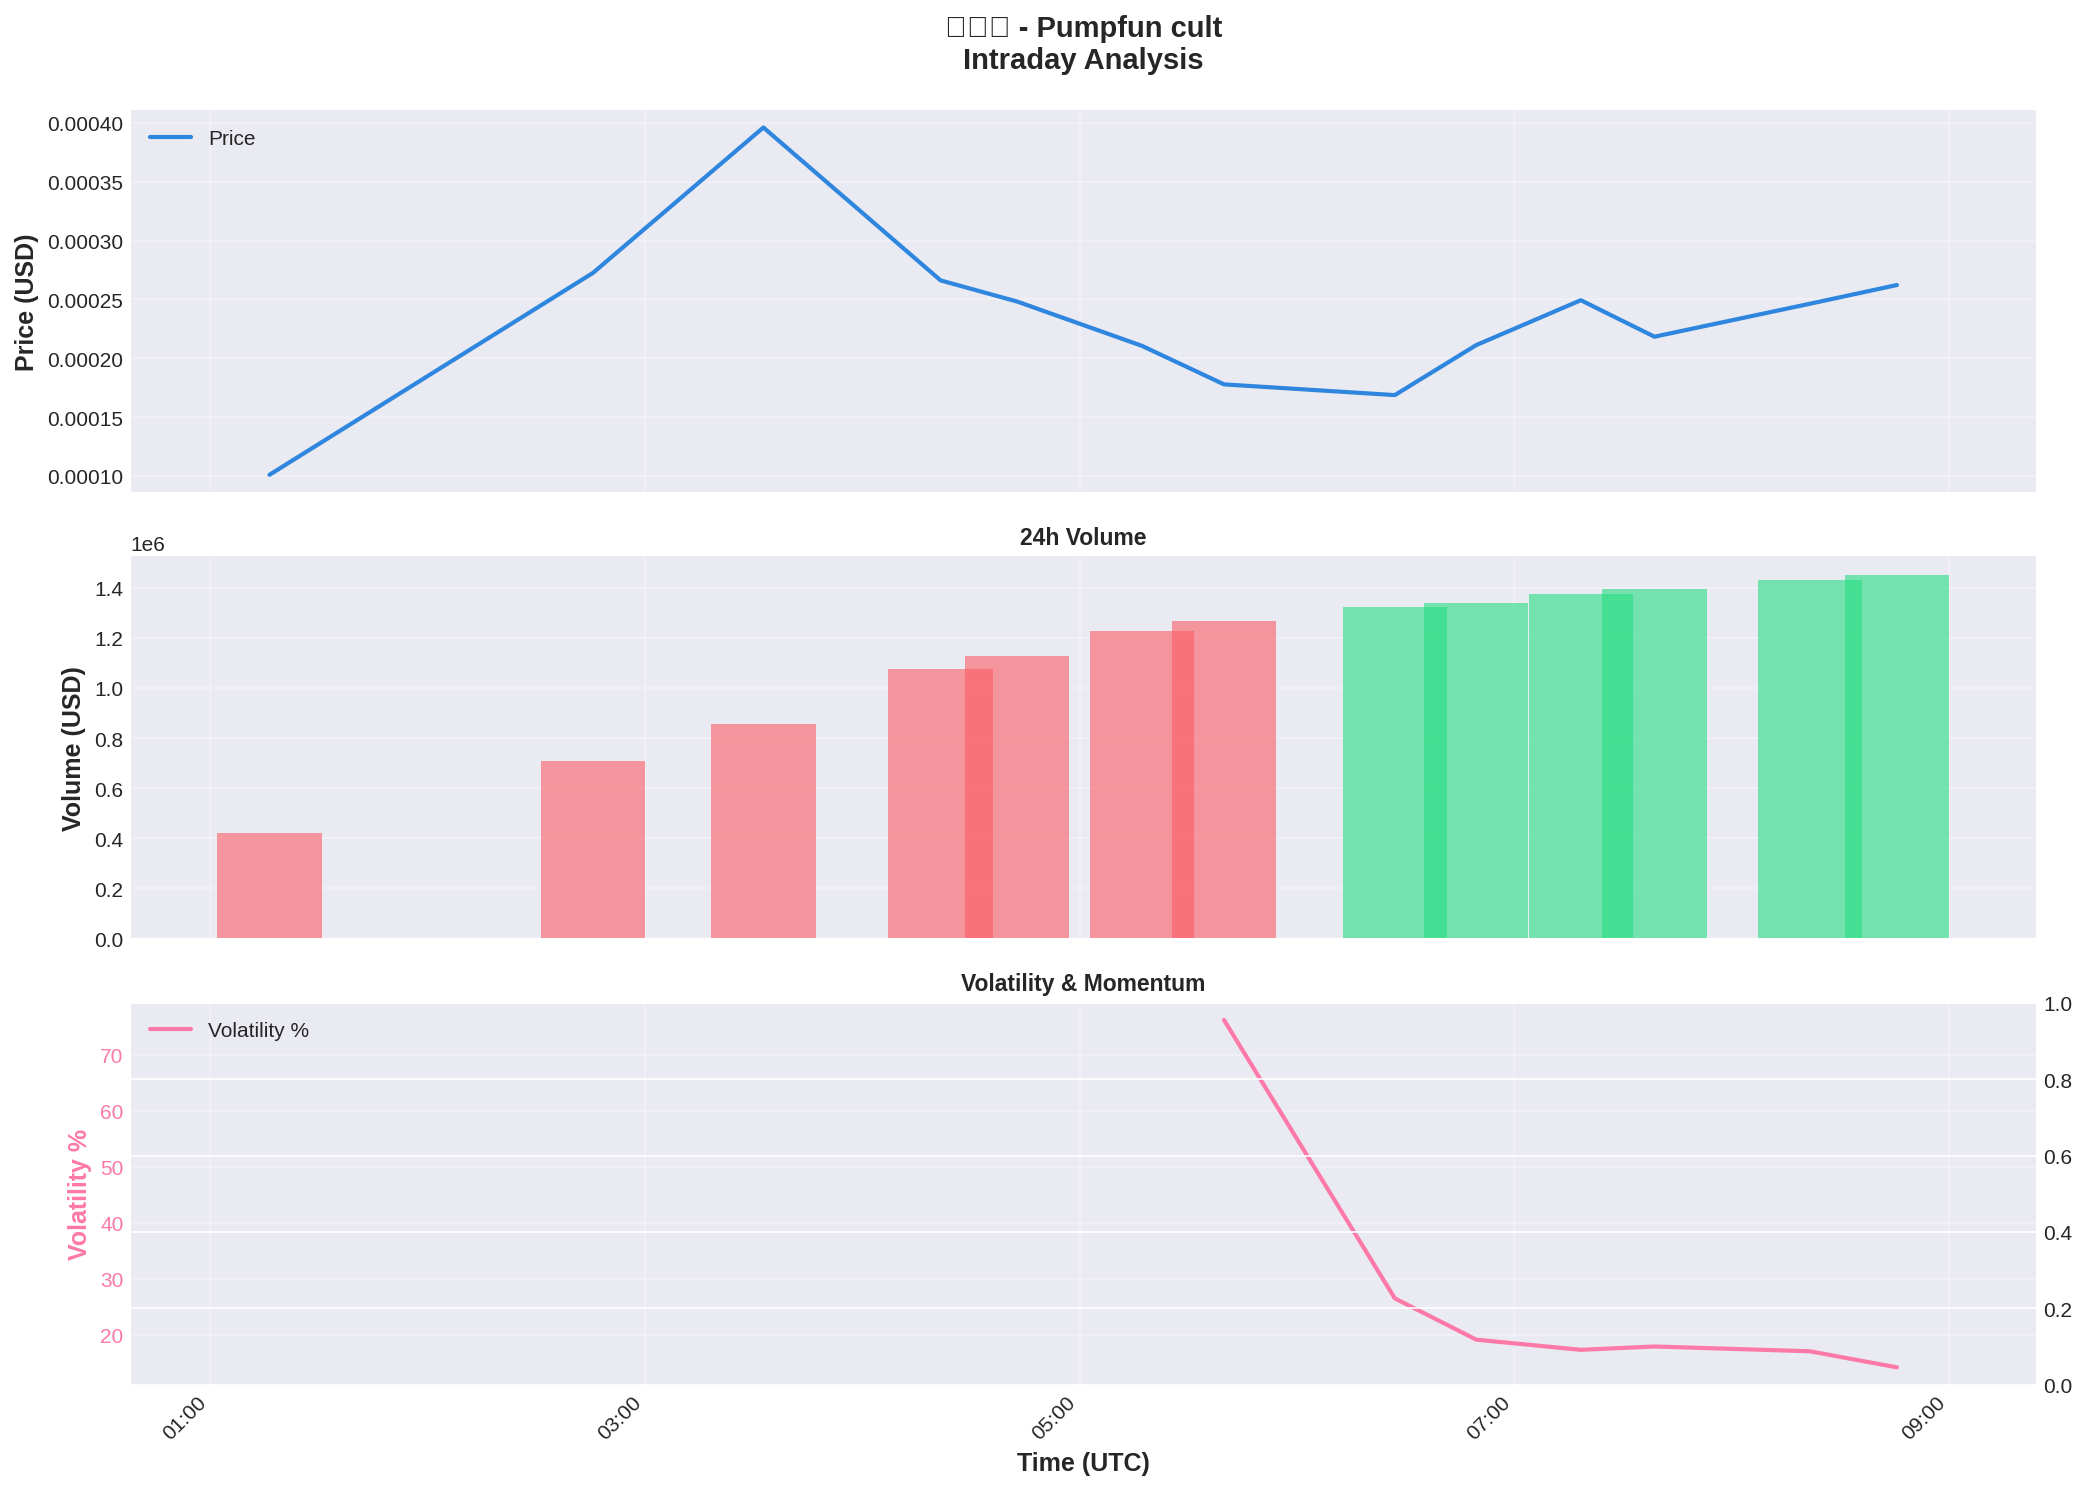 □□□ - Pumpfun cult
Intraday Analysis
Price
Price (USD)
0.00040
0.00035
0.00030
0.00025
0.00020
0.00015
0.00010
24h Volume
1e6
Volume (USD)
1.4
1.2
1.0
0.8
0.6
0.4
0.2
0.0
Volatility & Momentum
Volatility %
Volatility %
70
60
50
40
30
20
1.0
0.8
0.6
0.4
0.2
0.0
01:00
03:00
05:00
07:00
09:00
Time (UTC)